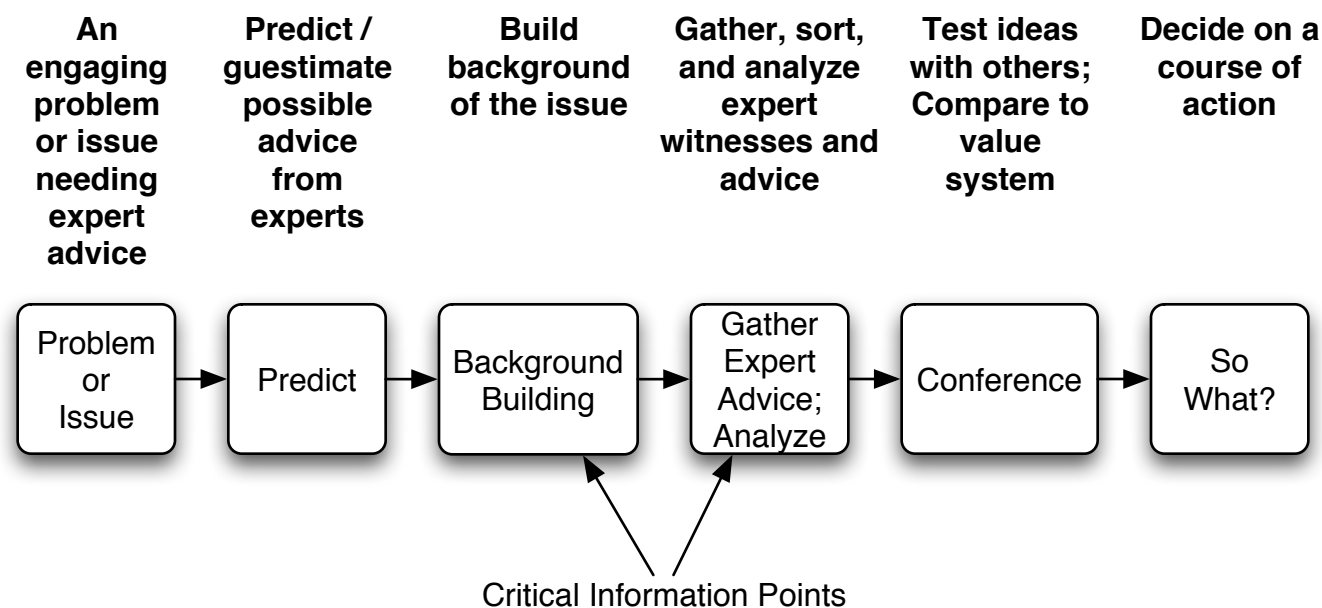 An
engaging
problem
or issue
needing
expert
advice
Predict /
guestimate
possible
advice
from
experts
Build
background
of the issue
Gather, sort,
and analyze
expert
witnesses and
advice
Test ideas
with others;
Compare to
value
system
Decide on a
course of
action
Problem
or
Issue
Predict
Background
Building
Gather
Expert
Advice;
Analyze
Conference
So
What?
Critical Information Points